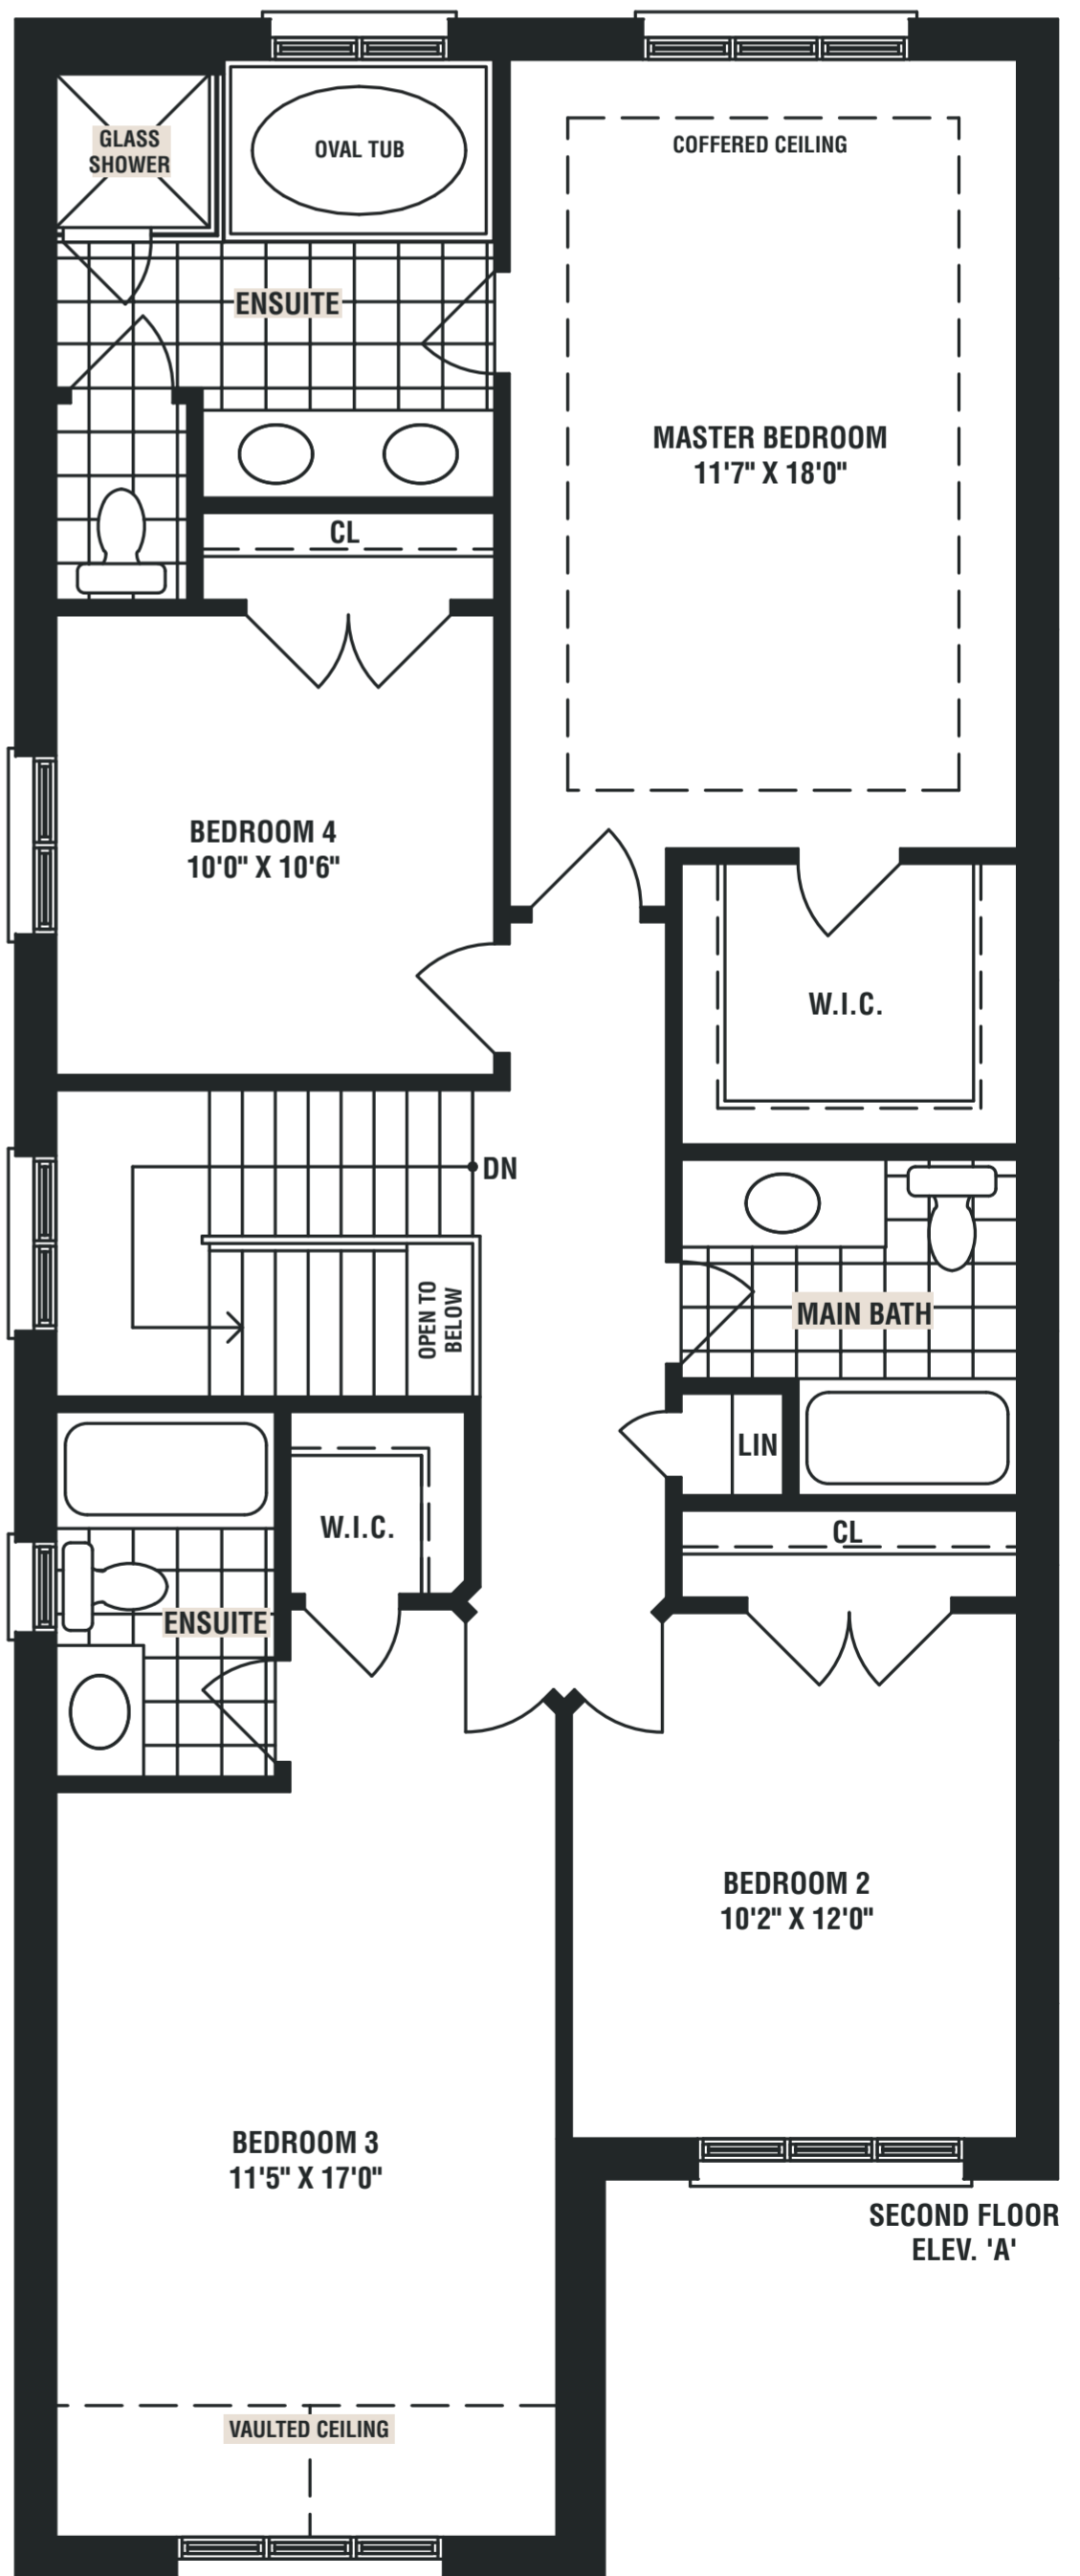 GLASS
SHOWER
OVAL TUB
COFFERED CEILING
ENSUITE
MASTER BEDROOM
11'7" X 18'0"
CL
BEDROOM 4
10'0" X 10'6"
W.I.C.
DN
OPEN TO
BELOW
MAIN BATH
LIN
W.I.C.
CL
ENSUITE
BEDROOM 2
10'2" X 12'0"
BEDROOM 3
11'5" X 17'0"
SECOND FLOOR
ELEV. 'A'
VAULTED CEILING